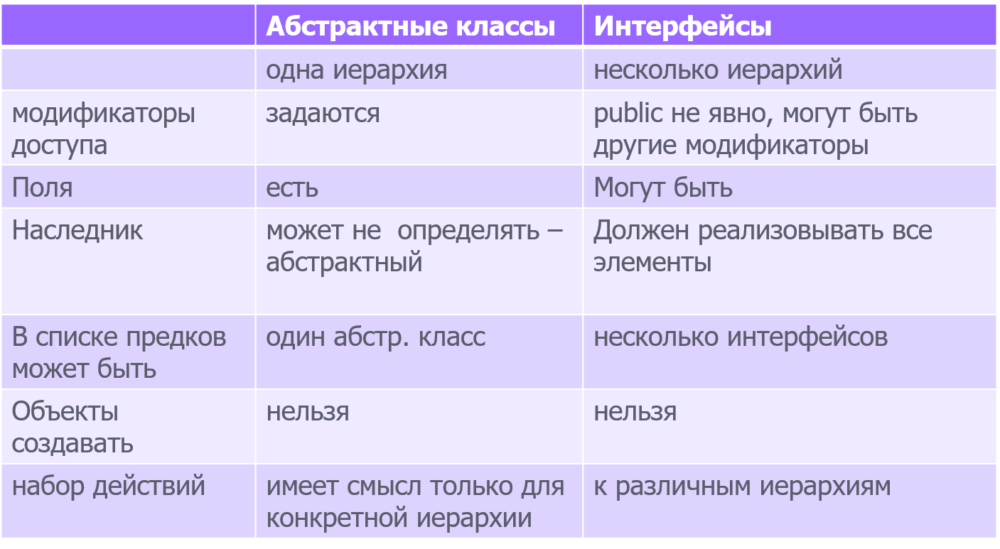 Абстрактные классы Интерфейсы
одна иерархия несколько иерархий
модификаторы задаются public не явно, могут быть
доступа другие модификаторы
Поля есть Могут быть
Наследник может не  определять – Должен реализовывать все
абстрактный элементы
В списке предков один абстр. класс несколько интерфейсов
может быть
Объекты нельзя нельзя
создавать
набор действий имеет смысл только для к различным иерархиям
конкретной иерархии